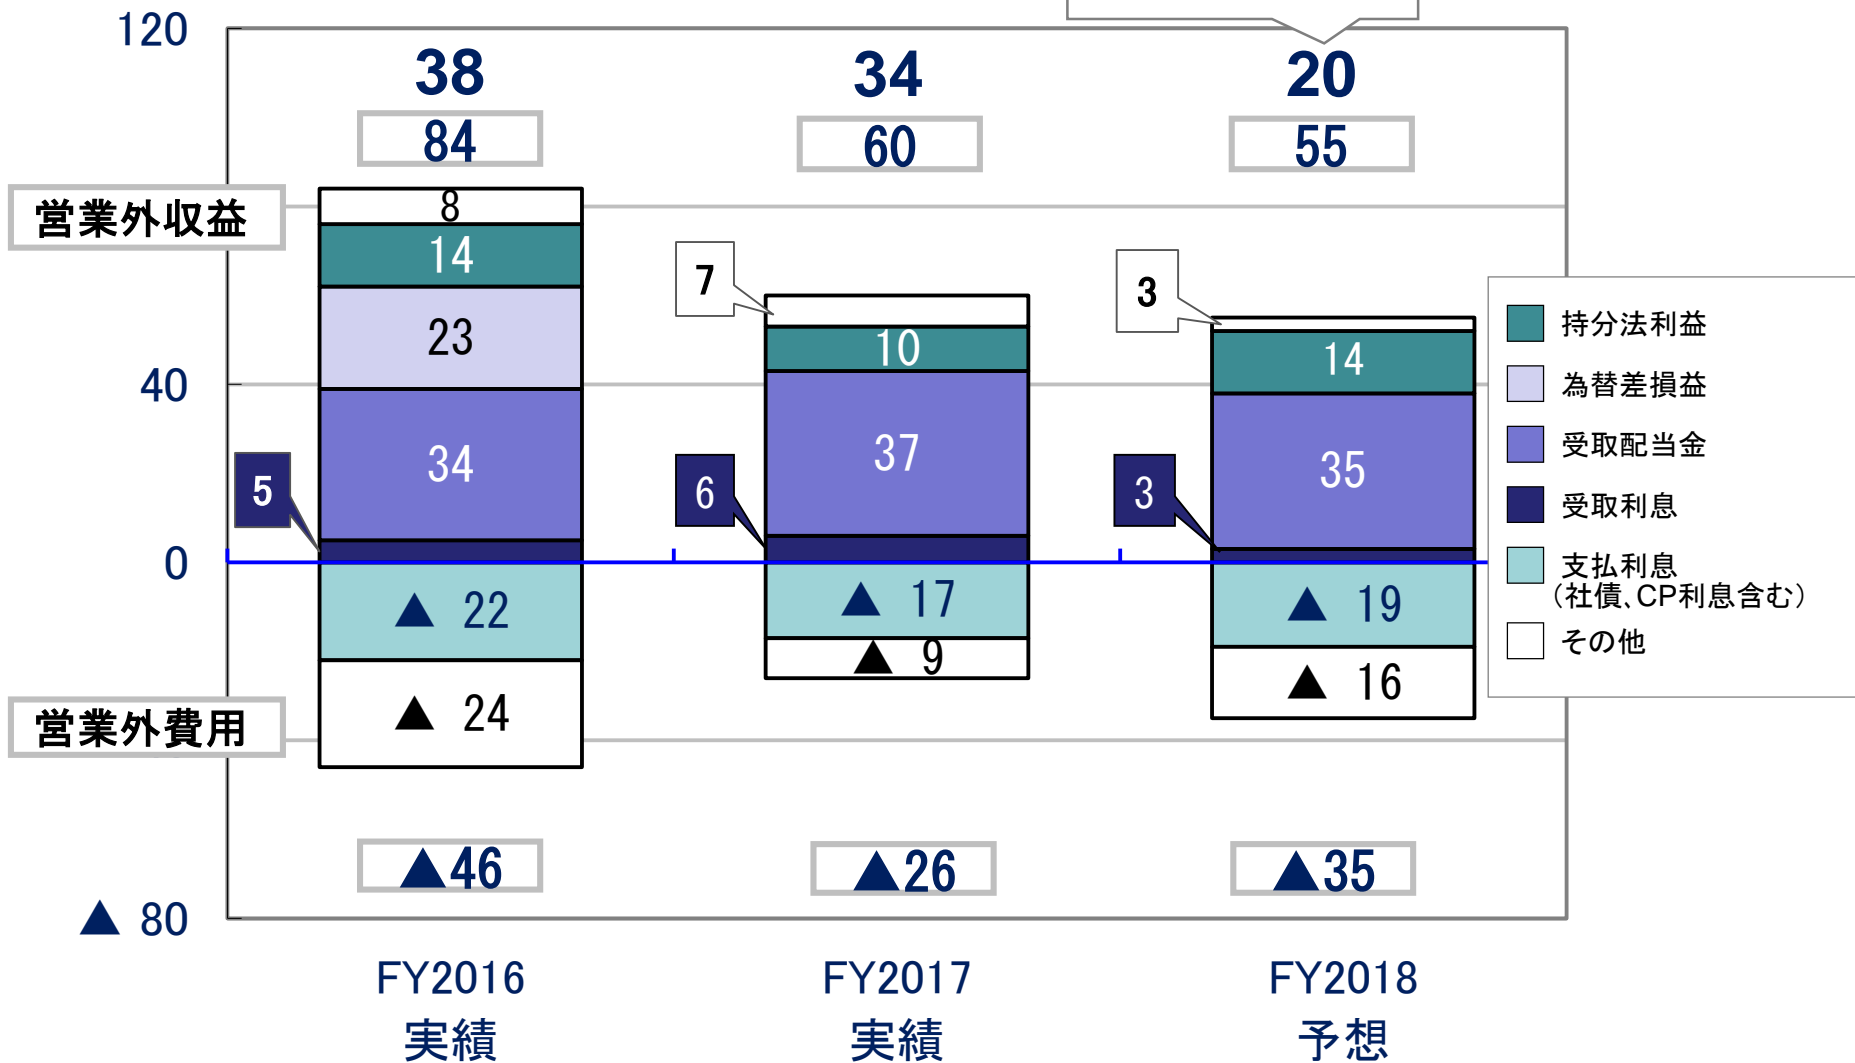 120
38
34
20
84
60
55
営業外収益
8
14
23
34
5
7
10
37
6
3
14
35
3
40
0
▲ 22
▲ 24
▲ 17
▲ 9
▲ 19
▲ 16
営業外費用
▲46
▲26
▲35
▲ 80
FY2016
実績
FY2017
実績
FY2018
予想
持分法利益
為替差損益
受取配当金
受取利息
支払利息
(社債、CP利息含む)
その他